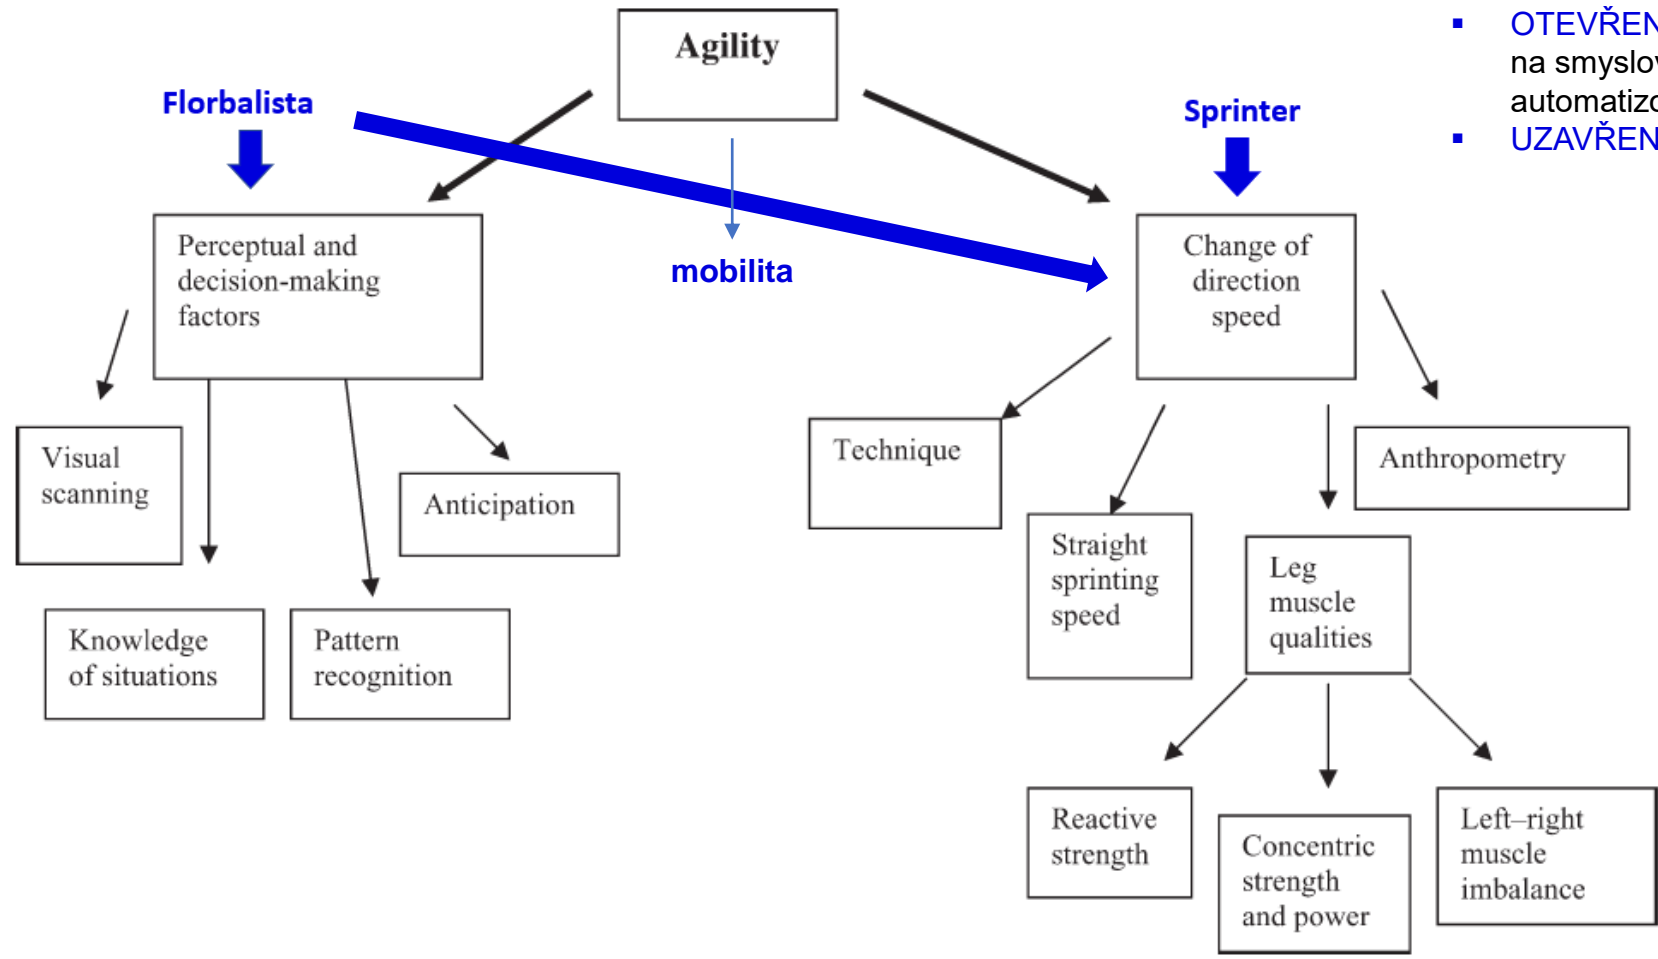 Agility
Florbalista
Sprinter
OTEVŘEN
na smyslov
automatizo
UZAVŘEN
mobilita
Perceptual and
decision-making
factors
Change of
direction
speed
Visual
scanning
Anticipation
Knowledge
of situations
Pattern
recognition
Technique
Straight
sprinting
speed
Leg
muscle
qualities
Anthropometry
Reactive
strength
Concentric
strength
and power
Left–right
muscle
imbalance